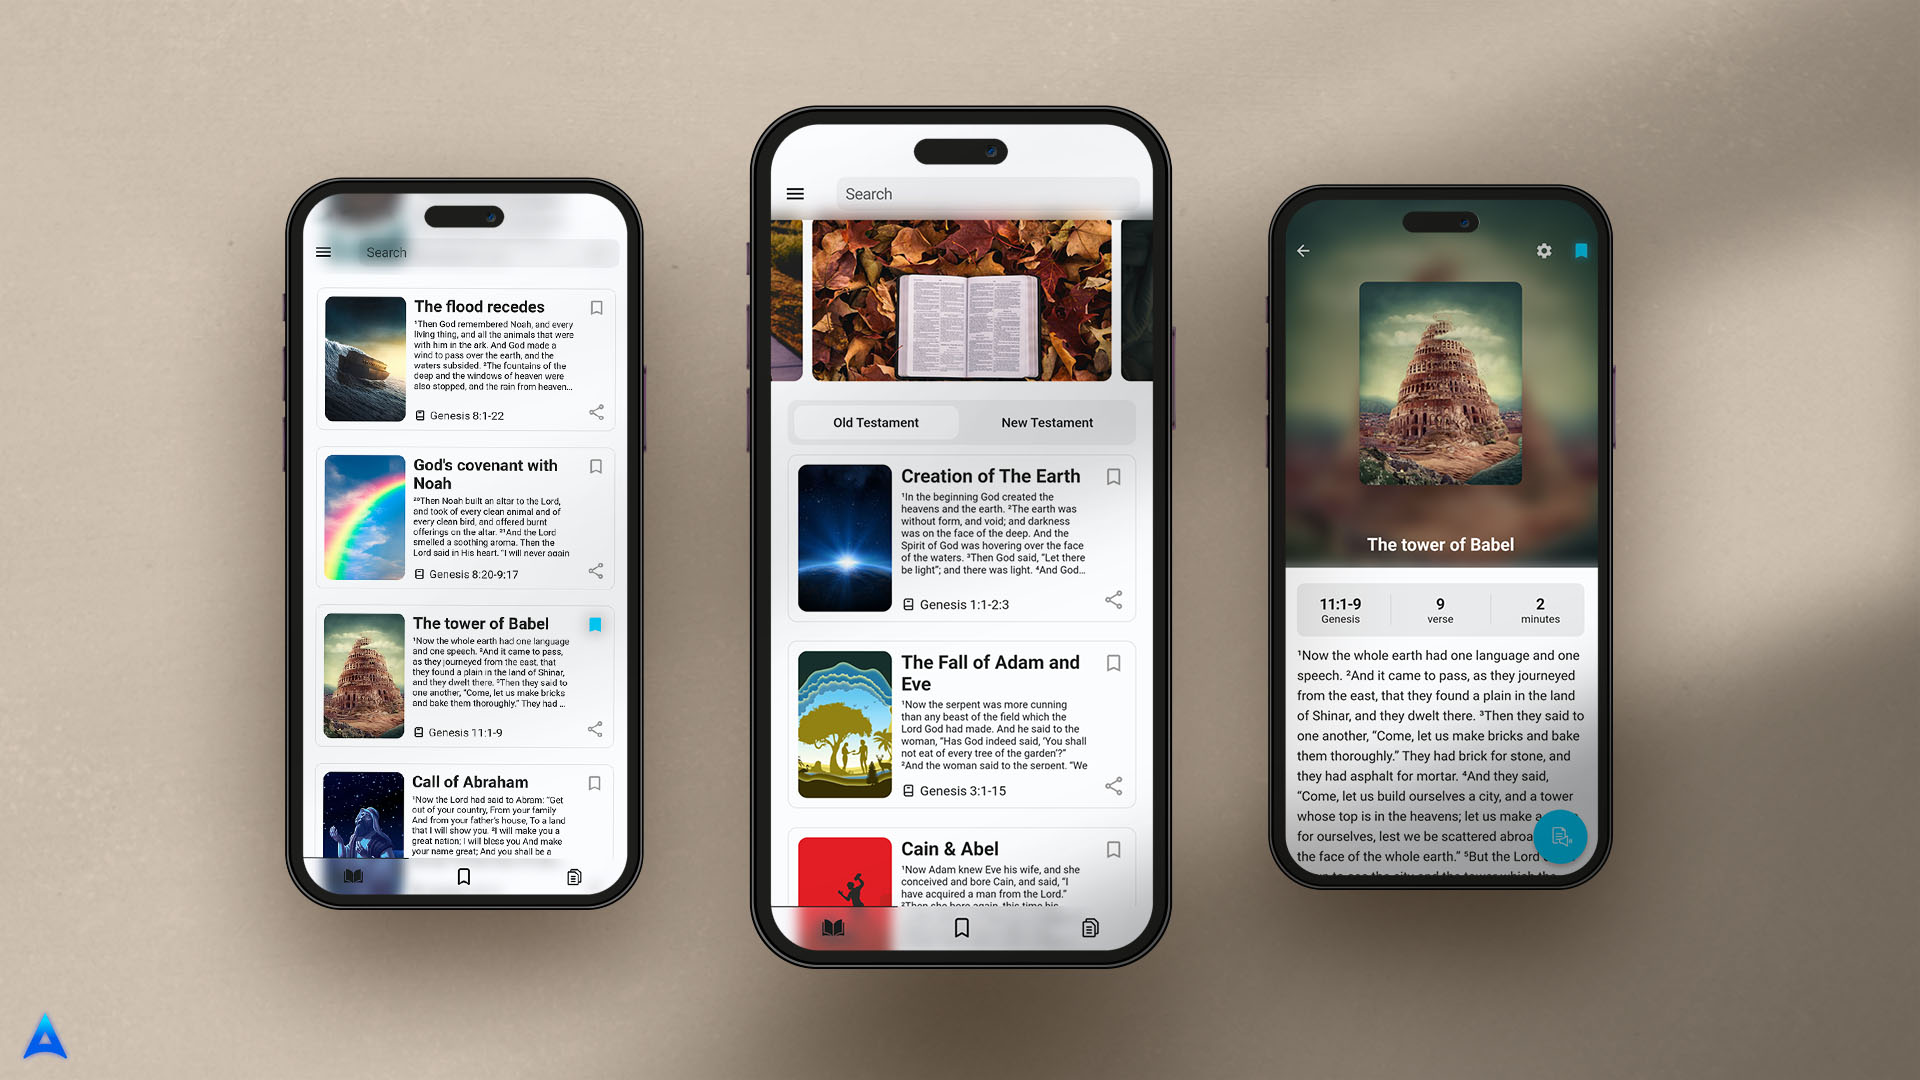 Search
The flood recedes
¹Then God remembered Noah, and every
living thing, and all the animals that were
with him in the ark. And God made a
wind to pass over the earth, and the
waters subsided. ²The fountains of the
deep and the windows of heaven were
also stopped, and the rain from heaven...
Genesis 8:1-22
God's covenant with
Noah
²⁰Then Noah built an altar to the Lord,
and took of every clean animal and of
every clean bird, and offered burnt
offerings on the altar. ²¹And the Lord
smelled a soothing aroma. Then the
Lord said in His heart, "I will never again
Genesis 8:20-9:17
The tower of Babel
¹Now the whole earth had one language
and one speech. ²And it came to pass,
as they journeyed from the east, that
they found a plain in the land of Shinar,
and they dwelt there. ³Then they said to
one another, “Come, let us make bricks
and bake them thoroughly.” They had ...
Genesis 11:1-9
Call of Abraham
¹Now the Lord had said to Abram: “Get
out of your country, From your family
And from your father's house, To a land
that I will show you. ²I will make you a
great nation; I will bless you And make
your name great; And you shall be a
Search
Old Testament
New Testament
Creation of The Earth
¹In the beginning God created the
heavens and the earth. ²The earth was
without form, and void; and darkness
was on the face of the deep. And the
Spirit of God was hovering over the face
of the waters. ³Then God said, “Let there
be light”; and there was light. ⁴And God...
Genesis 1:1-2:3
The Fall of Adam and
Eve
¹Now the serpent was more cunning
than any beast of the field which the
Lord God had made. And he said to the
woman, “Has God indeed said, ‘You shall
not eat of every tree of the garden’?”
²And the woman said to the serpent, “We
Genesis 3:1-15
Cain & Abel
¹Now Adam knew Eve his wife, and she
conceived and bore Cain, and said, “I
have acquired a man from the Lord.”
²Then she bore again, this time his
The tower of Babel
11:1-9
Genesis
9
verse
2
minutes
¹Now the whole earth had one language and one
speech. ²And it came to pass, as they journeyed
from the east, that they found a plain in the land
of Shinar, and they dwelt there. ³Then they said to
one another, “Come, let us make bricks and bake
them thoroughly.” They had brick for stone, and
they had asphalt for mortar. ⁴And they said,
“Come, let us build ourselves a city, and a tower
whose top is in the heavens; let us make a
for ourselves, lest we be scattered abroa
the face of the whole earth.” ⁵But the Lord
to see the city and the tower which the